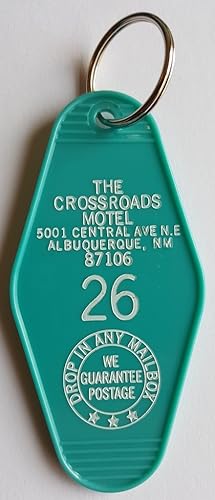 THE
CROSSROADS
MOTEL
5001 CENTRAL AVE N.E
ALBUQUERQUE, NM
87106
26
DROP IN ANY MAILBOX
WE
GUARANTEE
POSTAGE